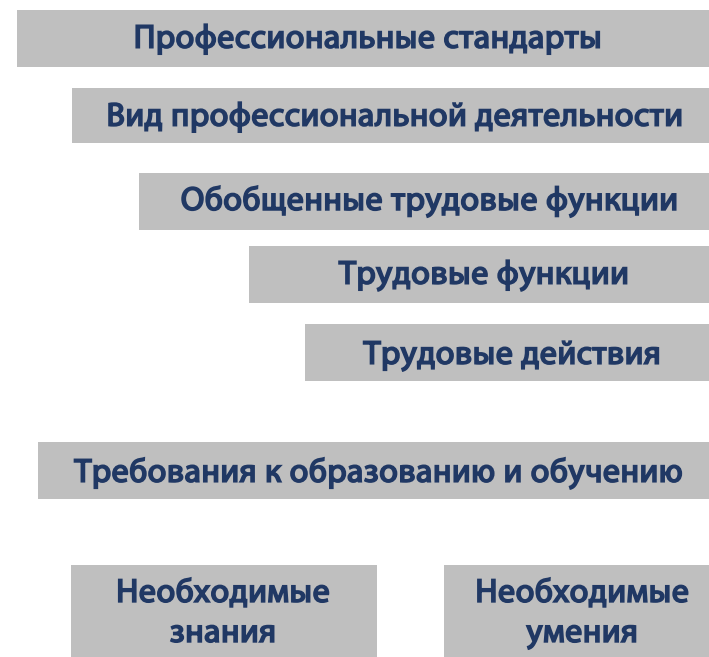 Профессиональные стандарты
Вид профессиональной деятельности
Обобщенные трудовые функции
Трудовые функции
Трудовые действия
Требования к образованию и обучению
Необходимые
знания
Необходимые
умения